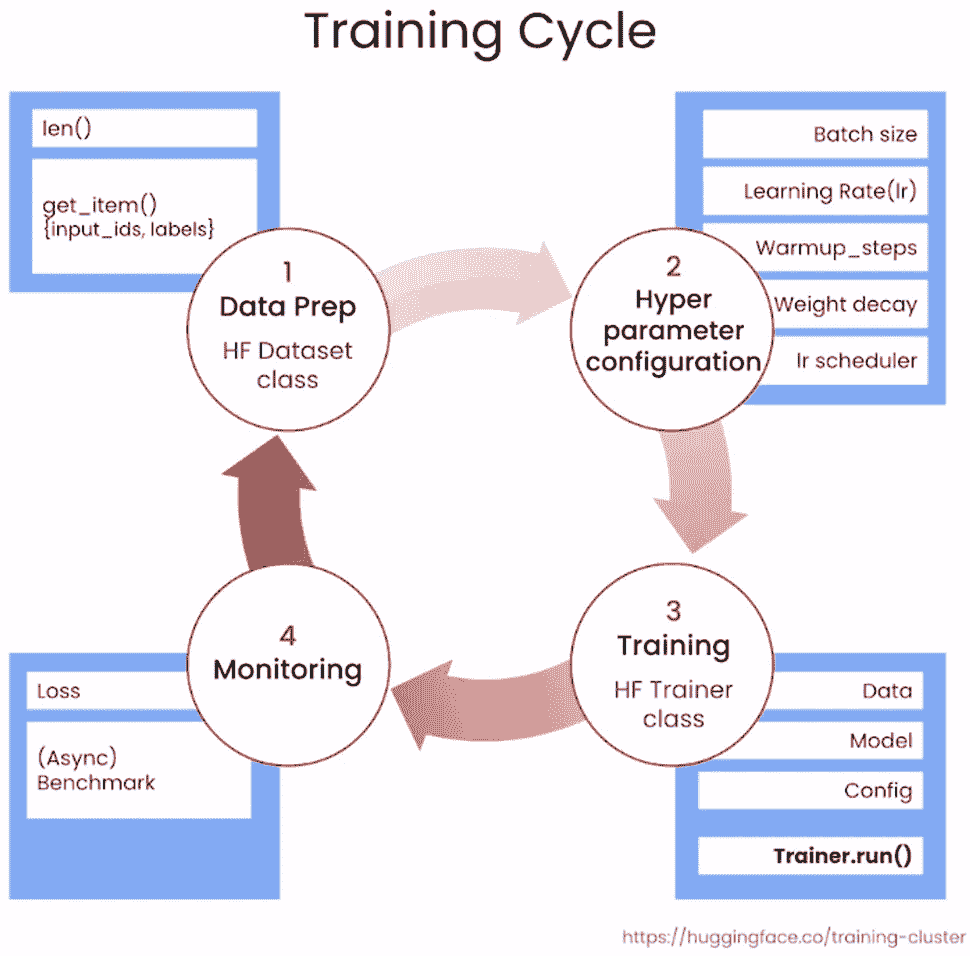 Training Cycle
len()
get_item()
{input_ids, labels}
1
Data Prep
HF Dataset
class
2
Hyper
parameter
configuration
Batch size
Learning Rate(lr)
Warmup_steps
Weight decay
lr scheduler
3
Training
HF Trainer
class
Data
Model
Config
Trainer.run()
4
Monitoring
Loss
(Async)
Benchmark
https://huggingface.co/training-cluster